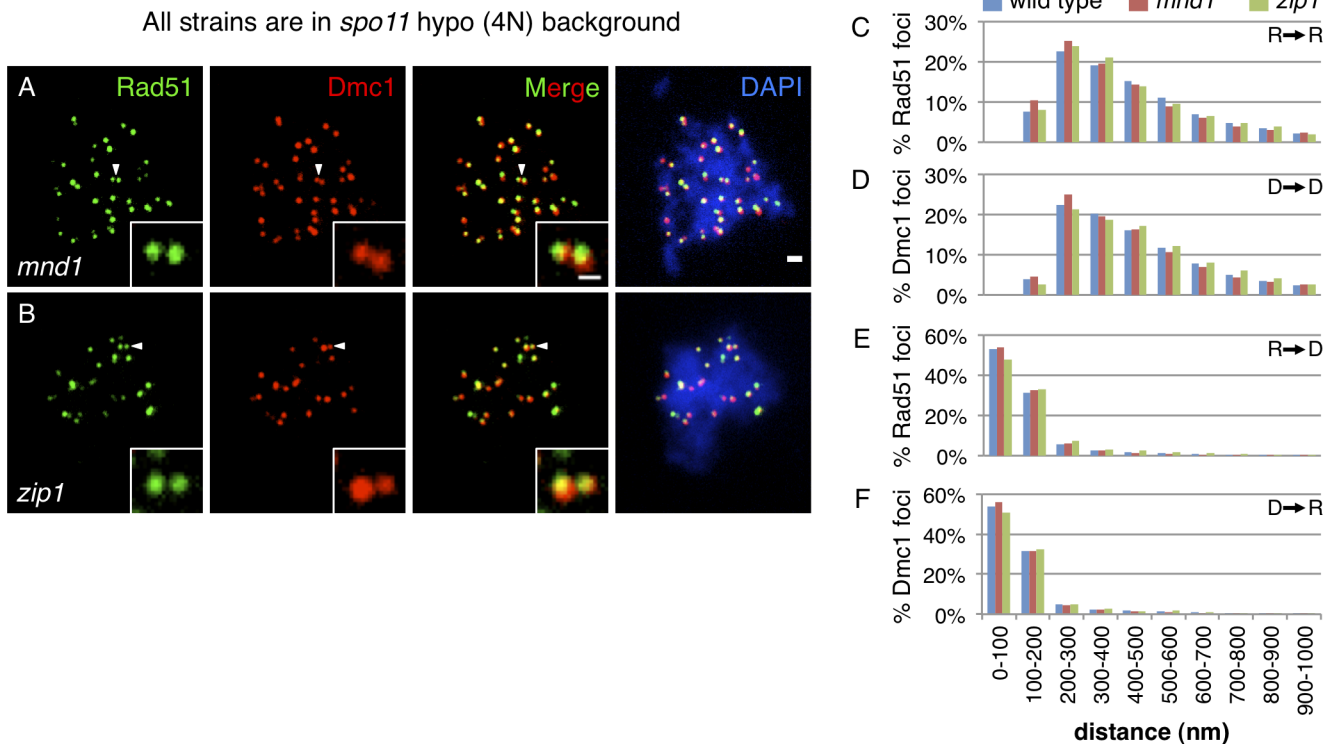 All strains are in spo11 hypo (4N) background
A
Rad51
Dmc1
Merge
DAPI
mnd1
B
zip1
wild type mnd1 zip1
C
30%
20%
10%
0%
% Rad51 foci
R→R
D
30%
20%
10%
0%
% Dmc1 foci
D→D
E
60%
40%
20%
0%
% Rad51 foci
R→D
F
60%
40%
20%
0%
% Dmc1 foci
D→R
0-100
100-200
200-300
300-400
400-500
500-600
600-700
700-800
800-900
900-1000
distance (nm)